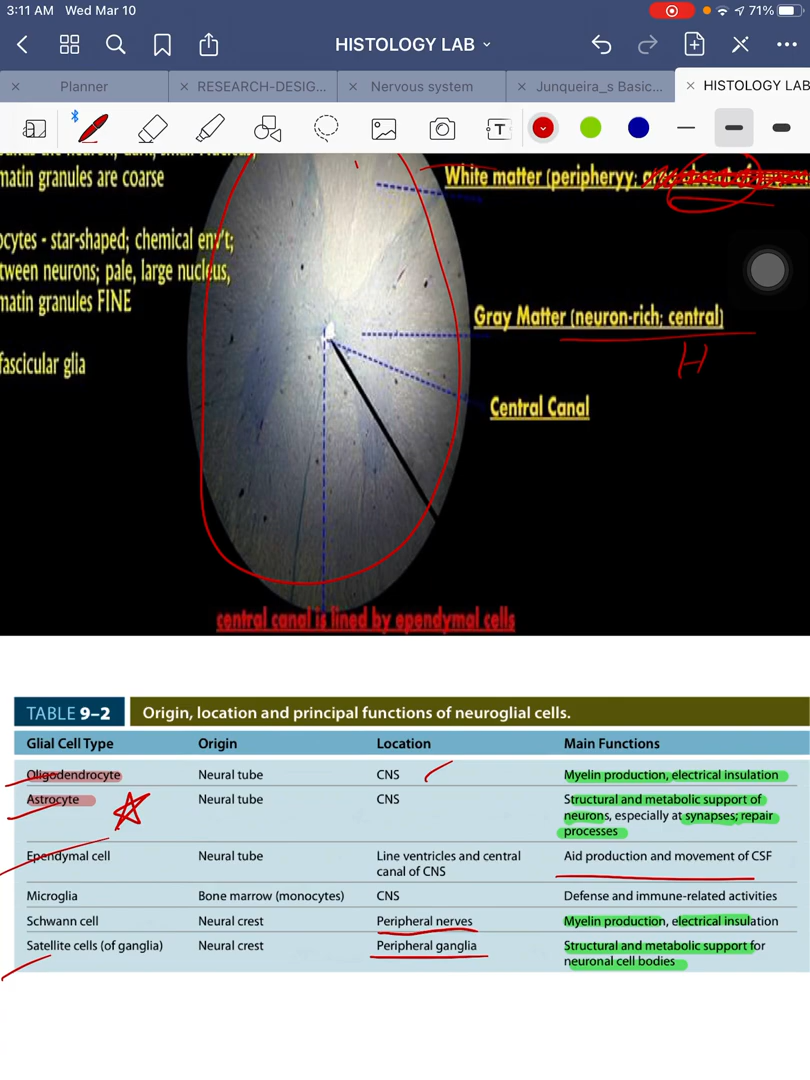 3:11 AM Wed Mar 10
71%
HISTOLOGY LAB
Planner
RESEARCH-DESIG...
Nervous system
Junqueira_s Basic...
HISTOLOGY LAB
matin granules are coarse
White matter (peripheryy;
ocytes - star-shaped; chemical env't;
tween neurons; pale, large nucleus,
matin granules FINE
Gray Matter (neuron-rich; central)
H
fascicular glia
Central Canal
central canal is lined by ependymal cells
TABLE 9–2 Origin, location and principal functions of neuroglial cells.
Glial Cell Type Origin Location Main Functions
Oligodendrocyte Neural tube CNS Myelin production, electrical insulation
Astrocyte Neural tube CNS Structural and metabolic support of
neurons, especially at synapses; repair
processes
Ependymal cell Neural tube Line ventricles and central Aid production and movement of CSF
canal of CNS
Microglia Bone marrow (monocytes) CNS Defense and immune-related activities
Schwann cell Neural crest Peripheral nerves Myelin production, electrical insulation
Satellite cells (of ganglia) Neural crest Peripheral ganglia Structural and metabolic support for
neuronal cell bodies